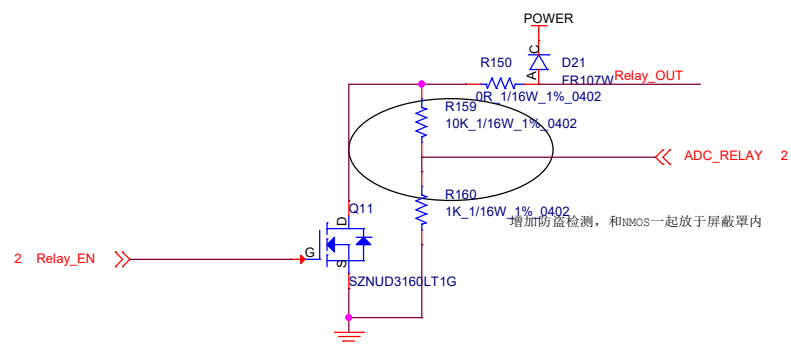 POWER
C
R150
D21
A
FR107W
Relay_OUT
0R_1/16W_1%_0402
R159
10K_1/16W_1%_0402
ADC_RELAY 2
R160
1K_1/16W_1%_0402
增加防盗检测，和NMOS一起放于屏蔽罩内
Q11
D
G
S
2 Relay_EN
SZNUD3160LT1G